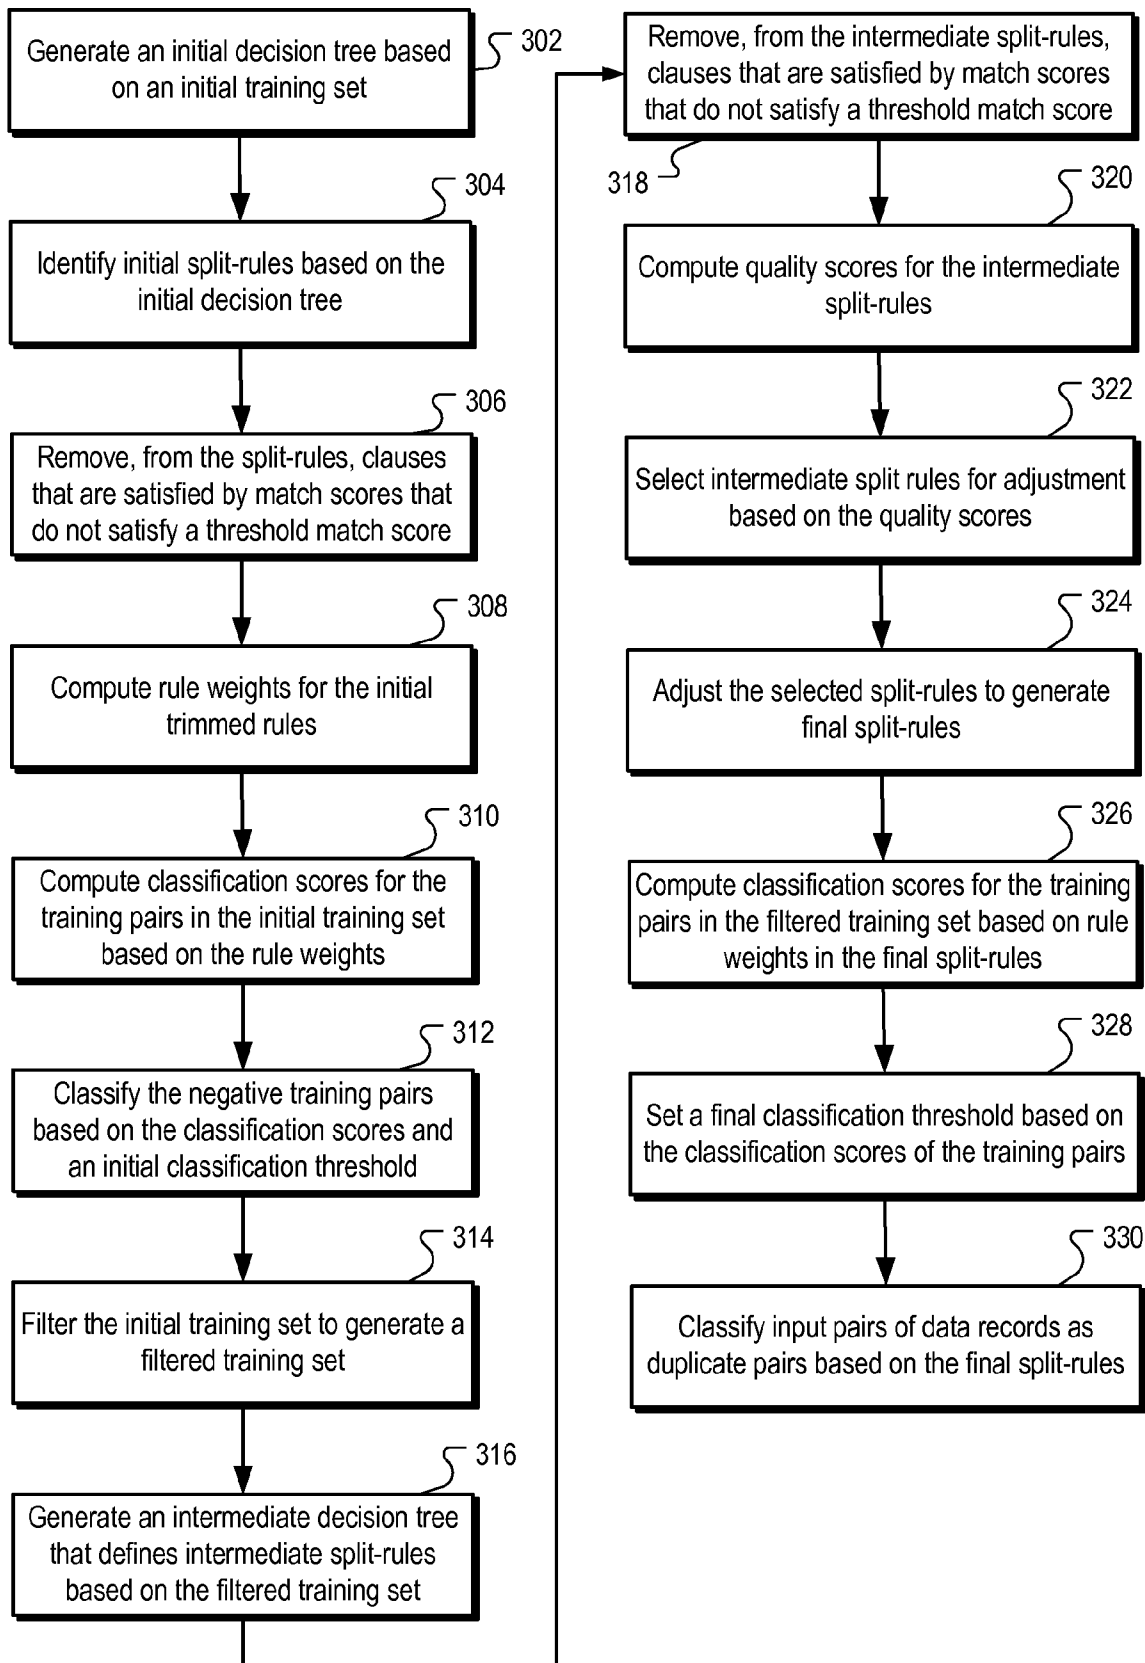 Generate an initial decision tree based
on an initial training set
302
304
Identify initial split-rules based on the
initial decision tree
306
Remove, from the split-rules, clauses
that are satisfied by match scores that
do not satisfy a threshold match score
308
Compute rule weights for the initial
trimmed rules
310
Compute classification scores for the
training pairs in the initial training set
based on the rule weights
312
Classify the negative training pairs
based on the classification scores and
an initial classification threshold
314
Filter the initial training set to generate a
filtered training set
316
Generate an intermediate decision tree
that defines intermediate split-rules
based on the filtered training set
Remove, from the intermediate split-rules,
clauses that are satisfied by match scores
that do not satisfy a threshold match score
318
320
Compute quality scores for the intermediate
split-rules
322
Select intermediate split rules for adjustment
based on the quality scores
324
Adjust the selected split-rules to generate
final split-rules
326
Compute classification scores for the training
pairs in the filtered training set based on rule
weights in the final split-rules
328
Set a final classification threshold based on
the classification scores of the training pairs
330
Classify input pairs of data records as
duplicate pairs based on the final split-rules